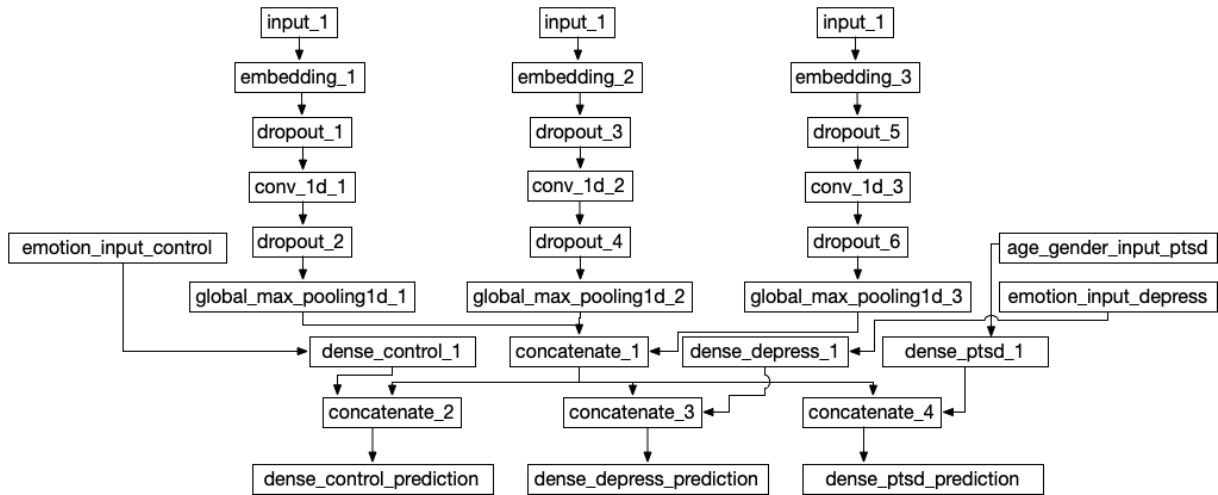 input_1
input_1
input_1
embedding_1
embedding_2
embedding_3
dropout_1
dropout_3
dropout_5
conv_1d_1
conv_1d_2
conv_1d_3
emotion_input_control
dropout_2
dropout_4
dropout_6
age_gender_input_ptsd
global_max_pooling1d_1
global_max_pooling1d_2
global_max_pooling1d_3
emotion_input_depress
dense_control_1
concatenate_1
dense_depress_1
dense_ptsd_1
concatenate_2
concatenate_3
concatenate_4
dense_control_prediction
dense_depress_prediction
dense_ptsd_prediction